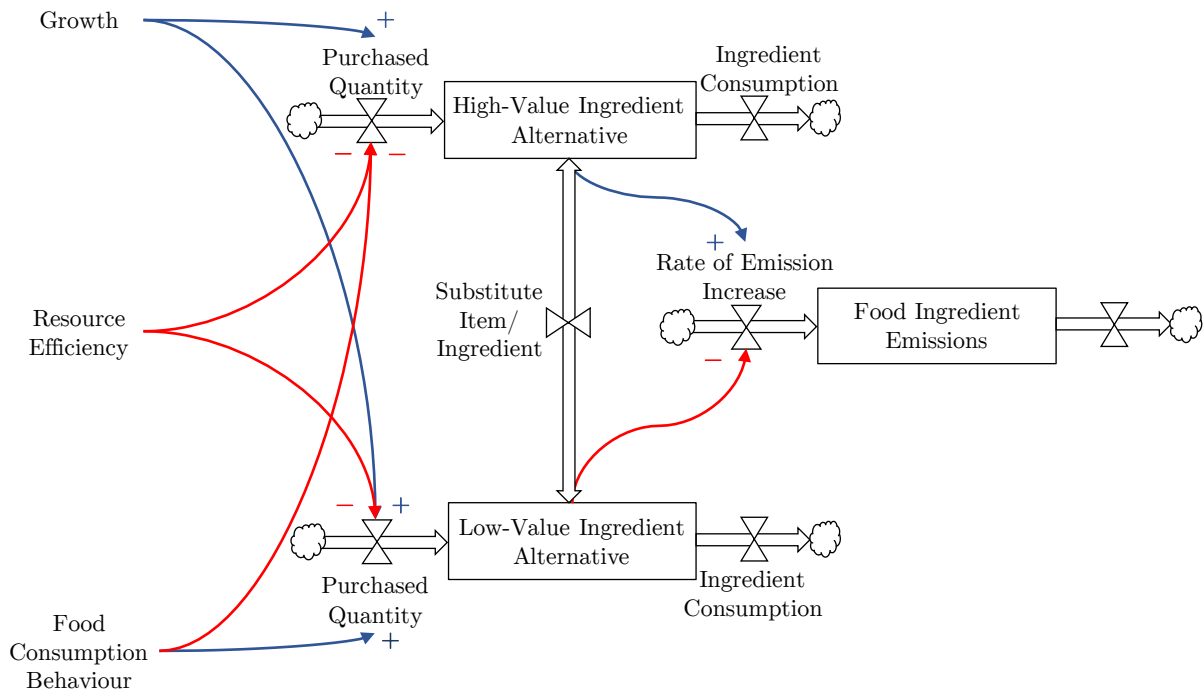 Growth
+
Purchased
Quantity
High-Value Ingredient
Alternative
Ingredient
Consumption
− −
+
Rate of Emission
Increase
Resource
Efficiency
Substitute
Item/
Ingredient
Food Ingredient
Emissions
−
− +
Low-Value Ingredient
Alternative
Purchased
Quantity
+
Ingredient
Consumption
Food
Consumption
Behaviour